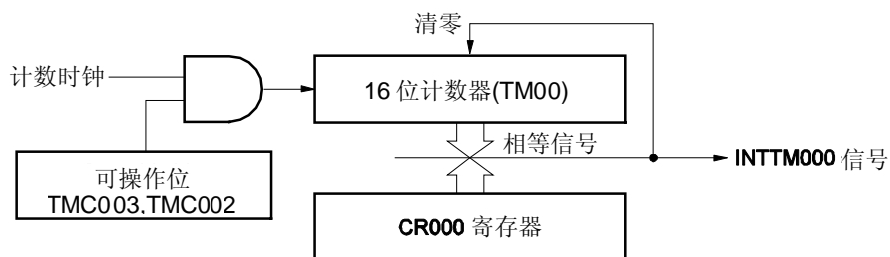 清零
计数时钟
16 位计数器(TM00)
相等信号
INTTM000 信号
可操作位
TMC003,TMC002
CR000 寄存器